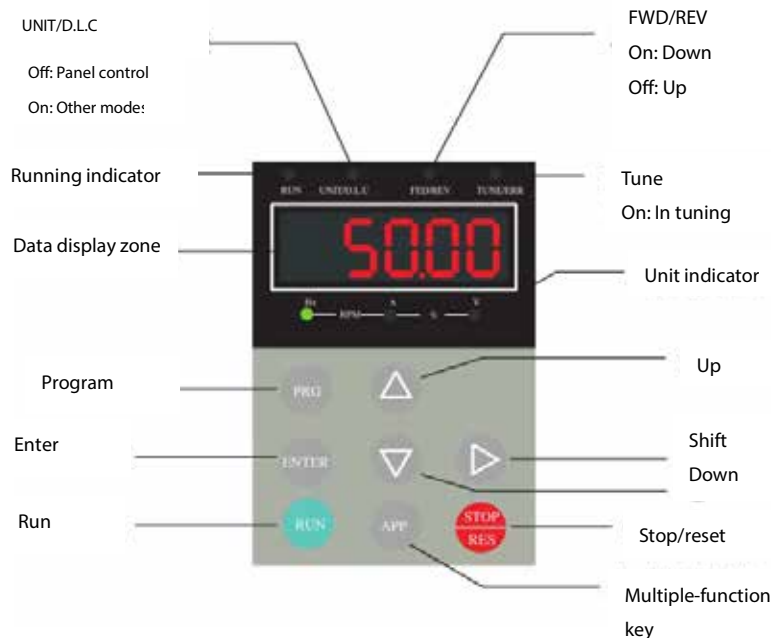 UNIT/D.L.C
Off: Panel control
On: Other modes
FWD/REV
On: Down
Off: Up
Running indicator
RUN UNIT/D.L.C FED/REV TUNE/ERR
Tune
On: In tuning
Data display zone
50.00
Unit indicator
Hz RPM A % V
Program
PRG
Up
Enter
ENTER
Shift
Down
Run
RUN
APP
STOP
RES
Stop/reset
Multiple-function
key